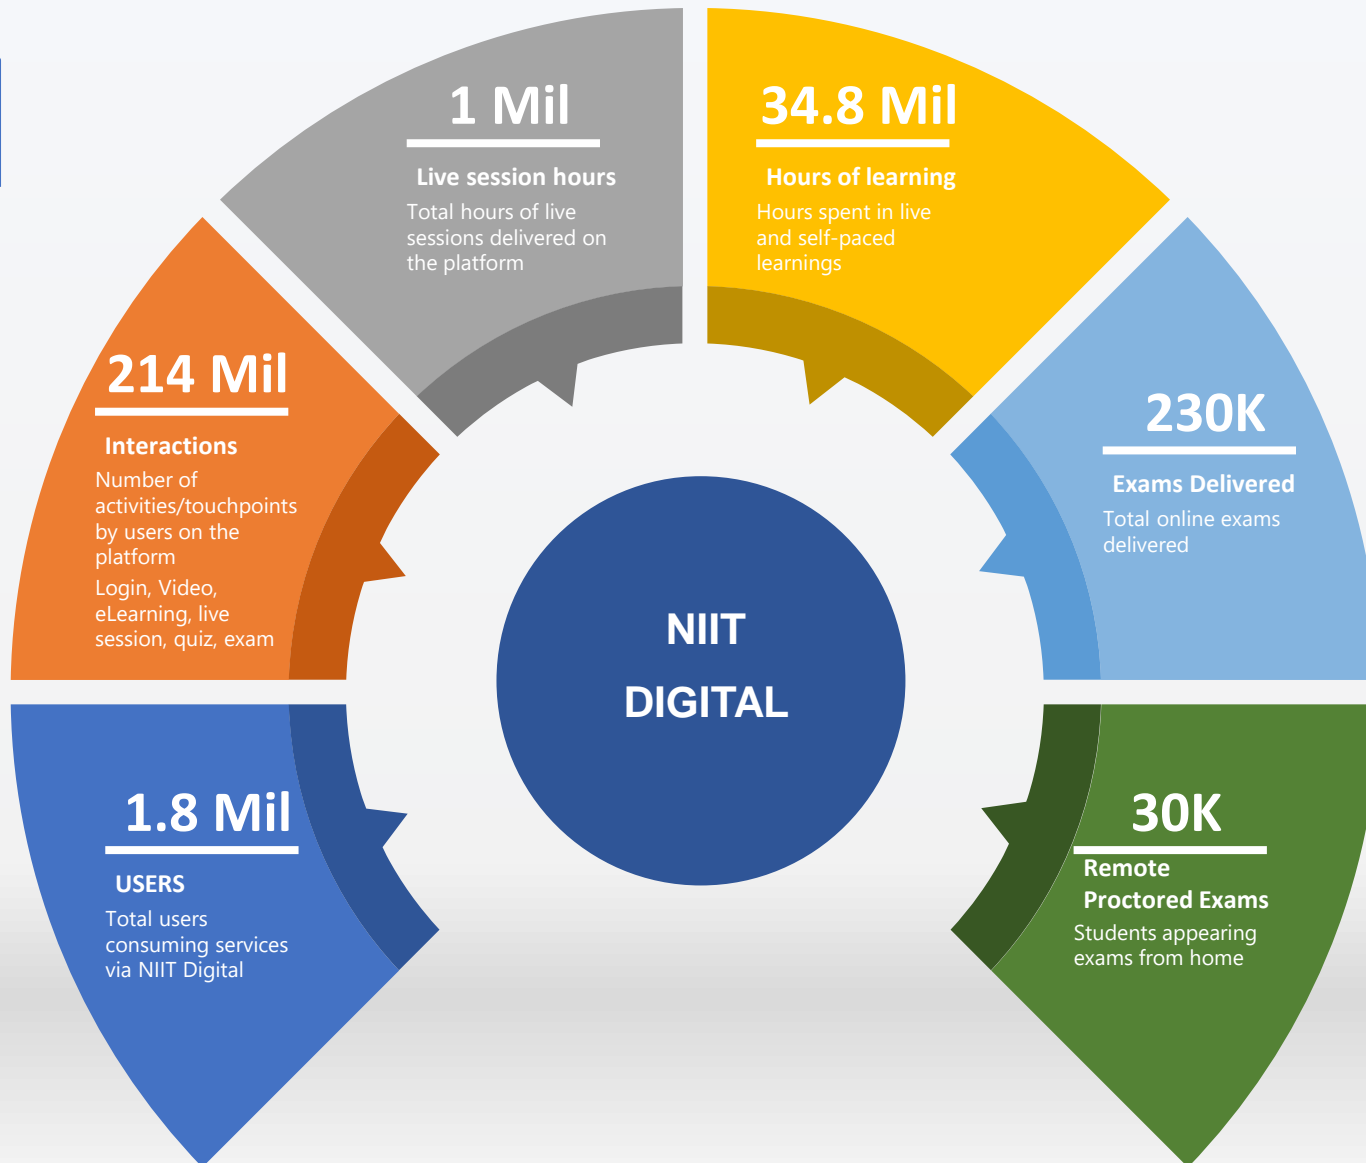 1 Mil
Live session hours
Total hours of live
sessions delivered on
the platform
34.8 Mil
Hours of learning
Hours spent in live
and self-paced
learnings
214 Mil
Interactions
Number of
activities/touchpoints
by users on the
platform
Login, Video,
eLearning, live
session, quiz, exam
230K
Exams Delivered
Total online exams
delivered
NIIT
DIGITAL
1.8 Mil
USERS
Total users
consuming services
via NIIT Digital
30K
Remote
Proctored Exams
Students appearing
exams from home